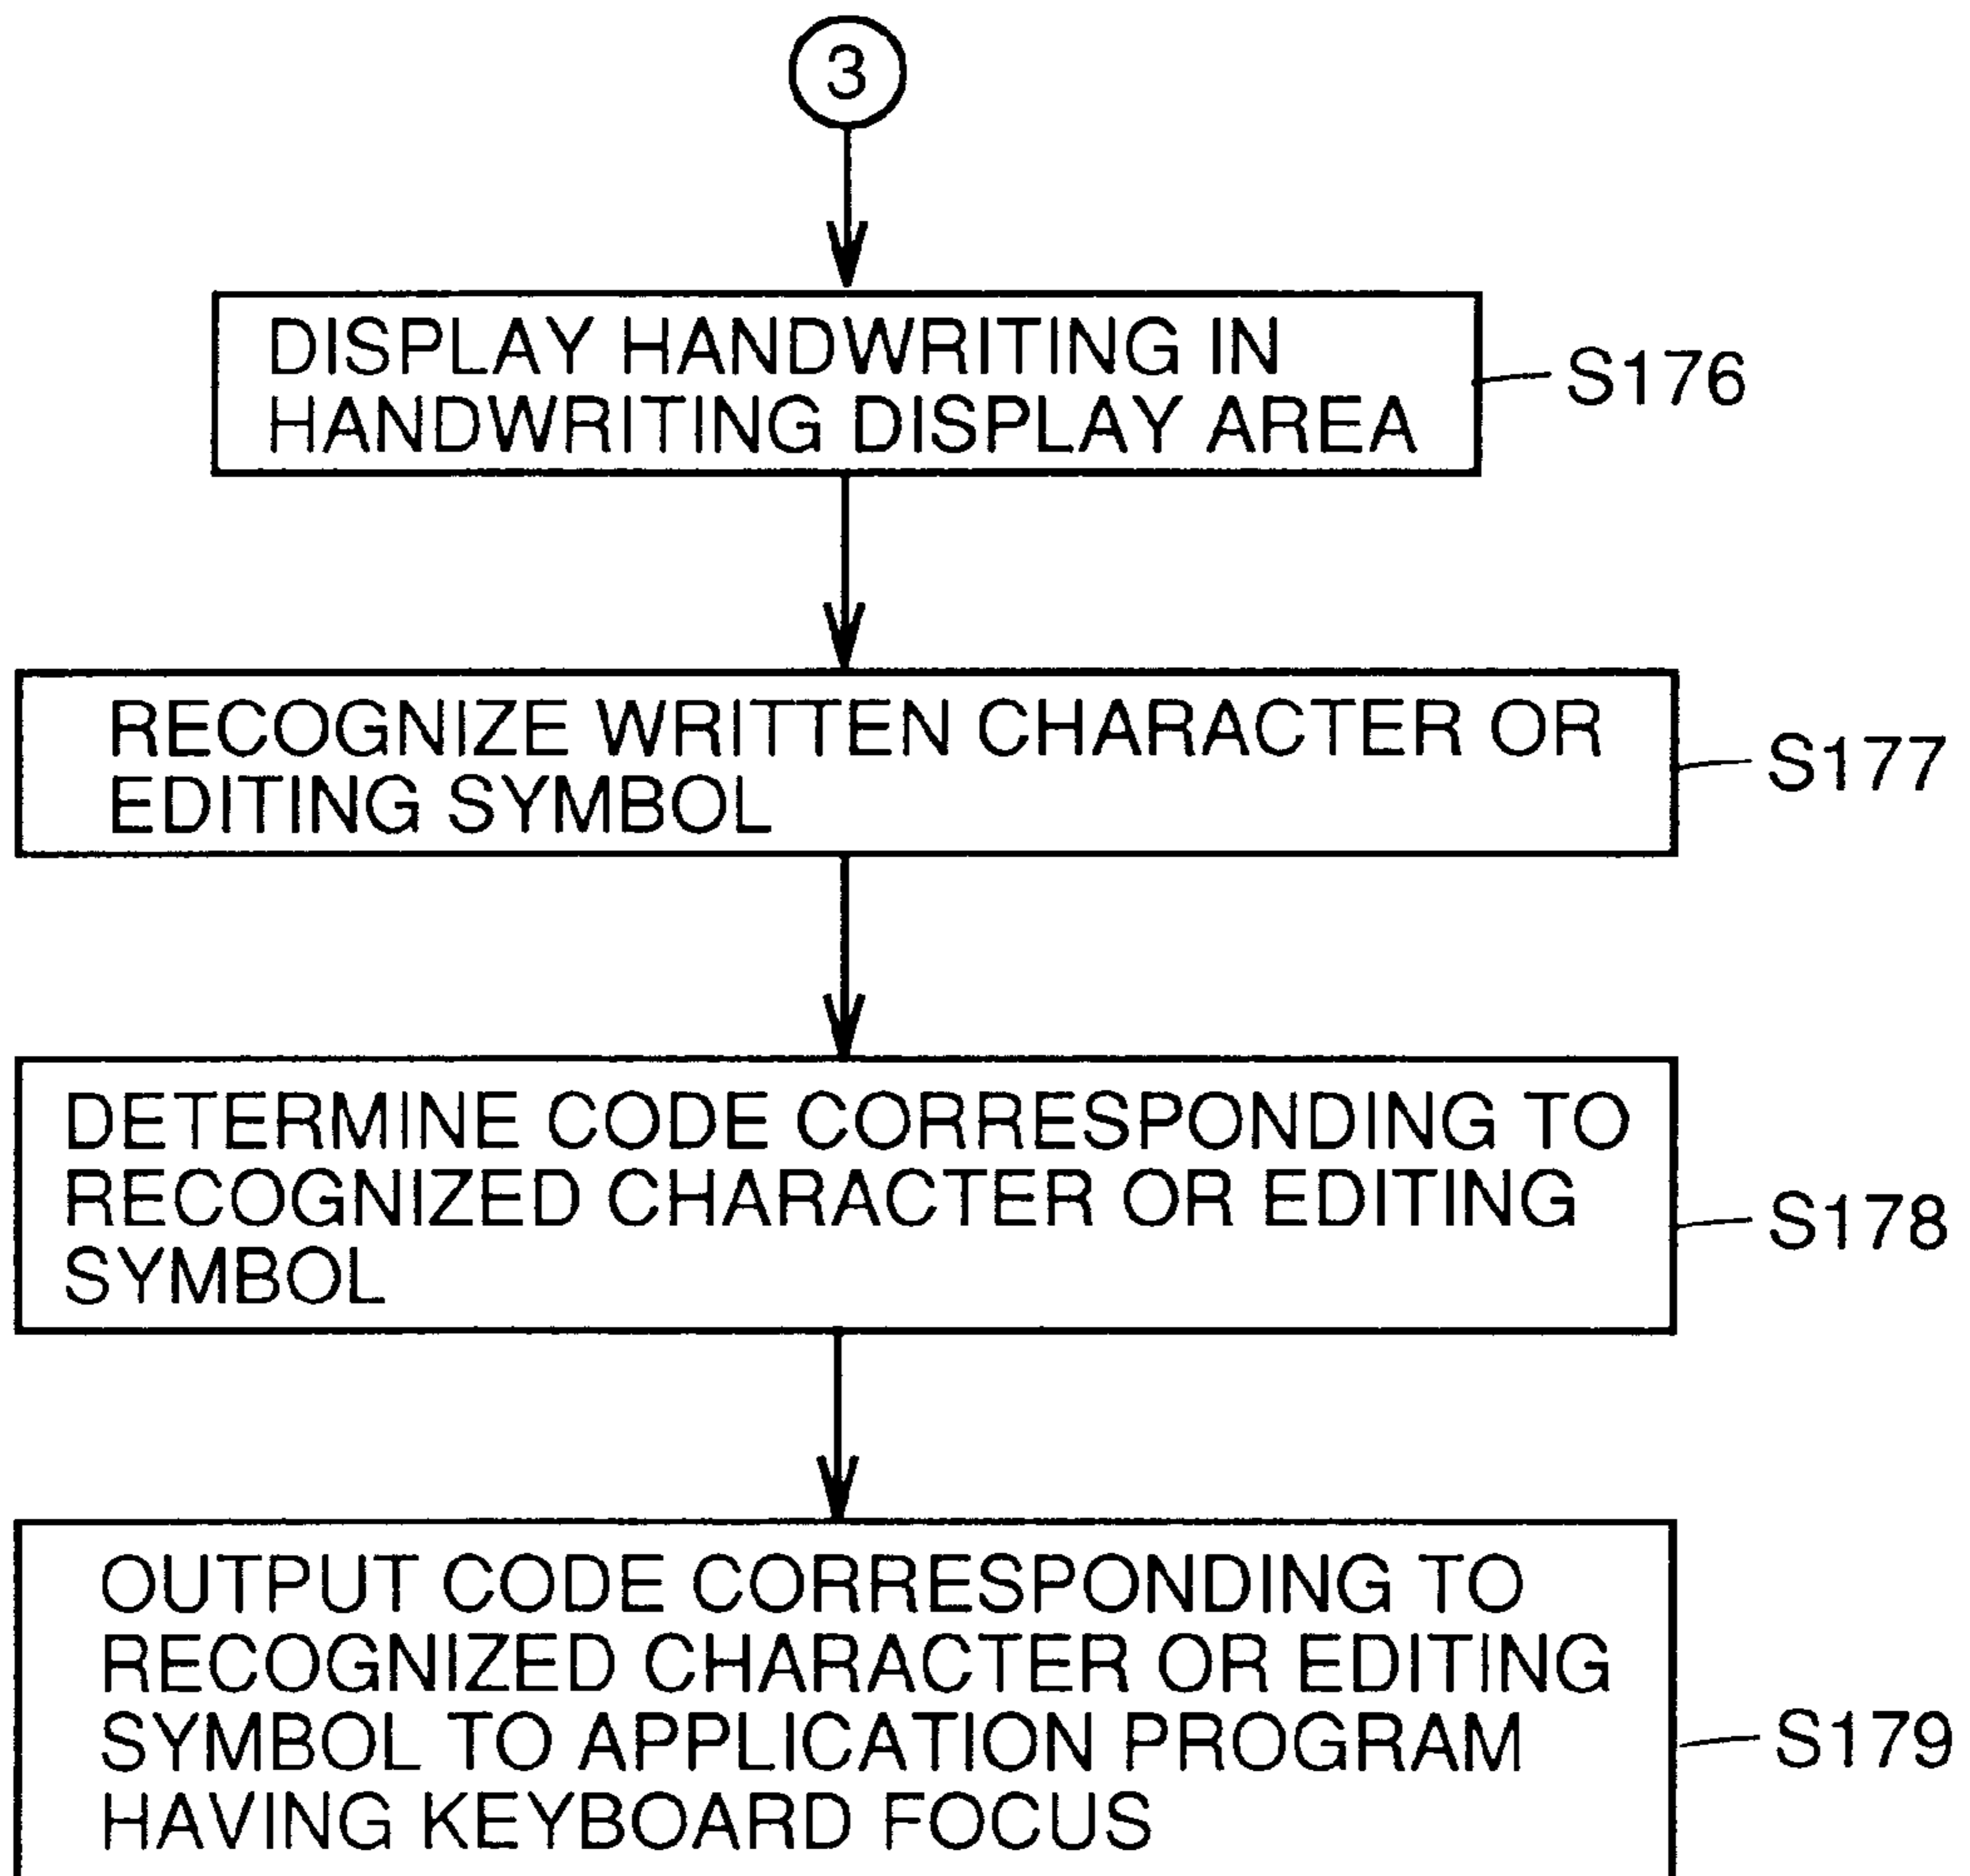 3
DISPLAY HANDWRITING IN
HANDWRITING DISPLAY AREA
S176
RECOGNIZE WRITTEN CHARACTER OR
EDITING SYMBOL
S177
DETERMINE CODE CORRESPONDING TO
RECOGNIZED CHARACTER OR EDITING
SYMBOL
S178
OUTPUT CODE CORRESPONDING TO
RECOGNIZED CHARACTER OR EDITING
SYMBOL TO APPLICATION PROGRAM
HAVING KEYBOARD FOCUS
S179